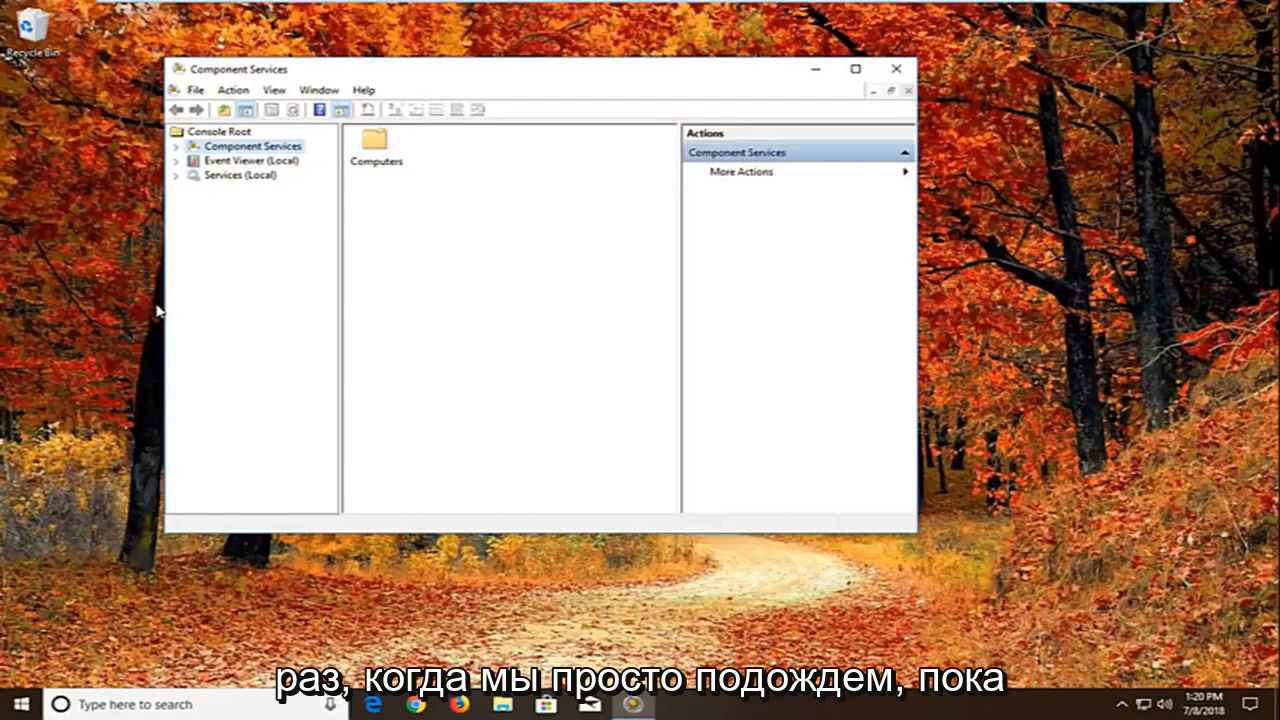 Recycle Bin
Component Services
File Action View Window Help
Console Root
Component Services
Event Viewer (Local)
Services (Local)
Computers
Actions
Component Services
More Actions
раз, когда мы просто подождем, пока
Type here to search
1:20 PM
7/8/2018